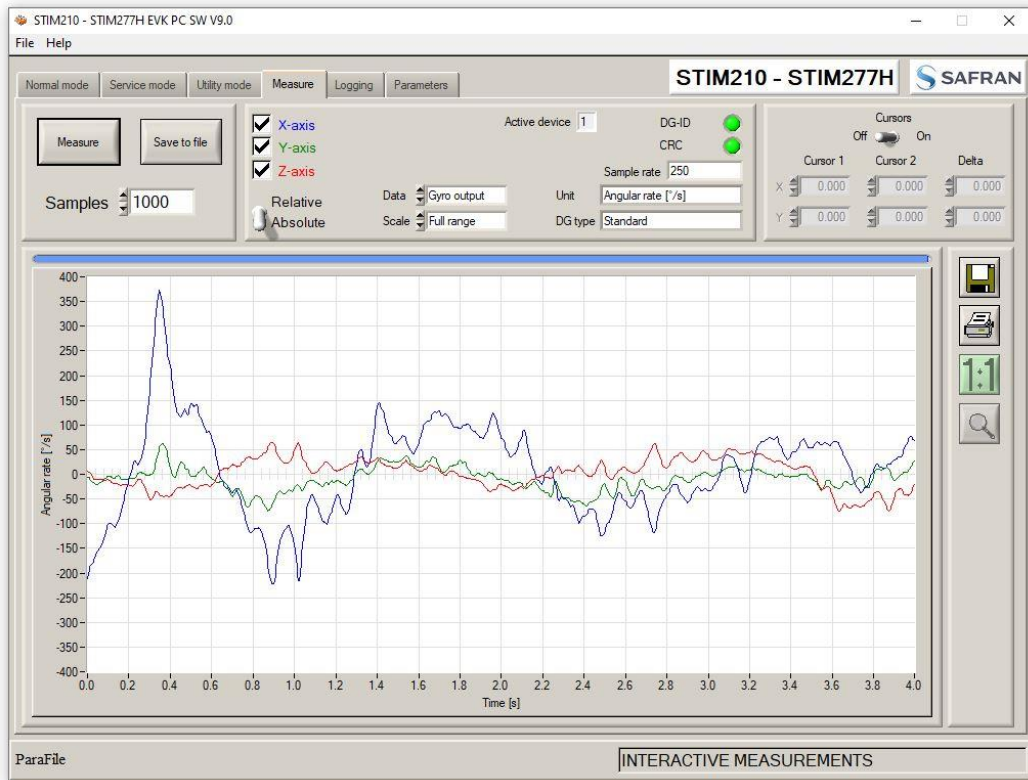 STIM210 - STIM277H EVK PC SW V9.0
File Help
Normal mode Service mode Utility mode Measure Logging Parameters
STIM210 - STIM277H
SAFRAN
Measure
Save to file
Samples 1000
X-axis
Y-axis
Z-axis
Relative
Absolute
Active device 1
DG-ID
CRC
Sample rate 250
Data Gyro output
Unit Angular rate [°/s]
Scale Full range
DG type Standard
Cursors
Off On
Cursor 1 Cursor 2 Delta
X 0.000 0.000 0.000
Y 0.000 0.000 0.000
1:1
Angular rate [°/s]
400
350
300
250
200
150
100
50
0
-50
-100
-150
-200
-250
-300
-350
-400
0.0 0.2 0.4 0.6 0.8 1.0 1.2 1.4 1.6 1.8 2.0 2.2 2.4 2.6 2.8 3.0 3.2 3.4 3.6 3.8 4.0
Time [s]
ParaFile
INTERACTIVE MEASUREMENTS